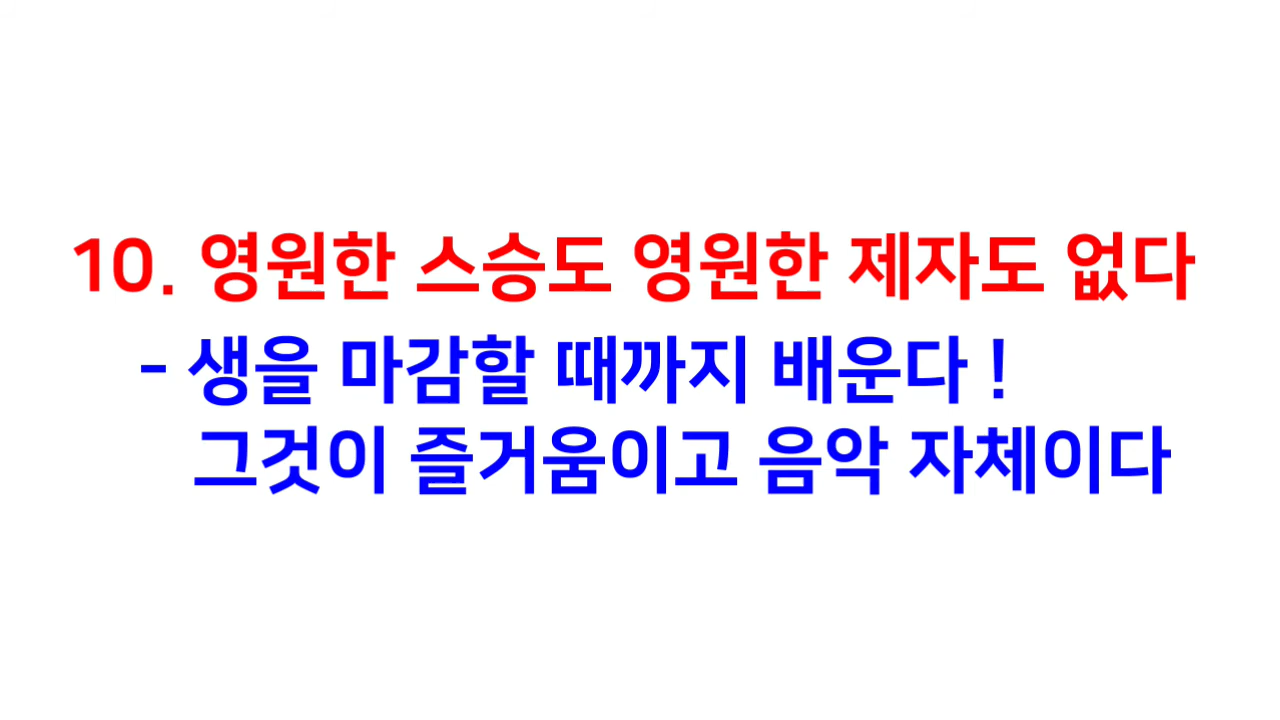 10. 영원한 스승도 영원한 제자도 없다
- 생을 마감할 때까지 배운다 !
그것이 즐거움이고 음악 자체이다